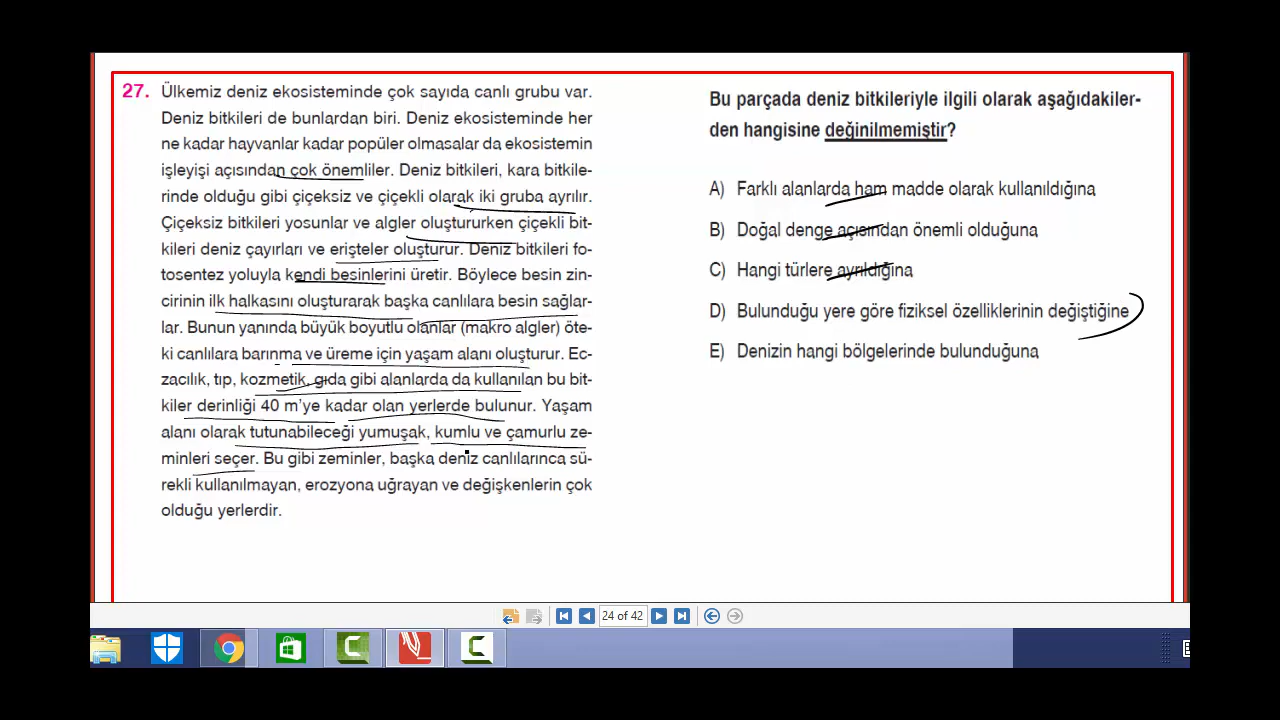 27. Ülkemiz deniz ekosisteminde çok sayıda canlı grubu var.
Deniz bitkileri de bunlardan biri. Deniz ekosisteminde her
ne kadar hayvanlar kadar popüler olmasalar da ekosistemin
işleyişi açısından çok önemliler. Deniz bitkileri, kara bitkile-
rinde olduğu gibi çiçeksiz ve çiçekli olarak iki gruba ayrılır.
Çiçeksiz bitkileri yosunlar ve algler oluştururken çiçekli bit-
kileri deniz çayırları ve erişteler oluşturur. Deniz bitkileri fo-
tosentez yoluyla kendi besinlerini üretir. Böylece besin zin-
cirinin ilk halkasını oluşturarak başka canlılara besin sağlar-
lar. Bunun yanında büyük boyutlu olanlar (makro algler) öte-
ki canlılara barınma ve üreme için yaşam alanı oluşturur. Ec-
zacılık, tıp, kozmetik, gıda gibi alanlarda da kullanılan bu bit-
kiler derinliği 40 m'ye kadar olan yerlerde bulunur. Yaşam
alanı olarak tutunabileceği yumuşak, kumlu ve çamurlu ze-
minleri seçer. Bu gibi zeminler, başka deniz canlılarınca sü-
rekli kullanılmayan, erozyona uğrayan ve değişkenlerin çok
olduğu yerlerdir.
Bu parçada deniz bitkileriyle ilgili olarak aşağıdakiler-
den hangisine değinilmemiştir?
A) Farklı alanlarda ham madde olarak kullanıldığına
B) Doğal denge açısından önemli olduğuna
C) Hangi türlere ayrıldığına
D) Bulunduğu yere göre fiziksel özelliklerinin değiştiğine
E) Denizin hangi bölgelerinde bulunduğuna
24 of 42